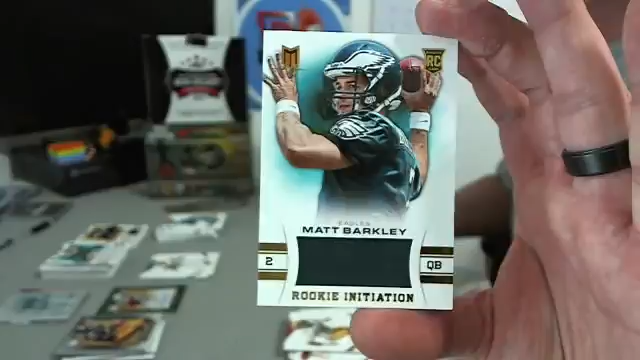 M
RC
EAGLES
MATT BARKLEY
2
QB
ROOKIE INITIATION